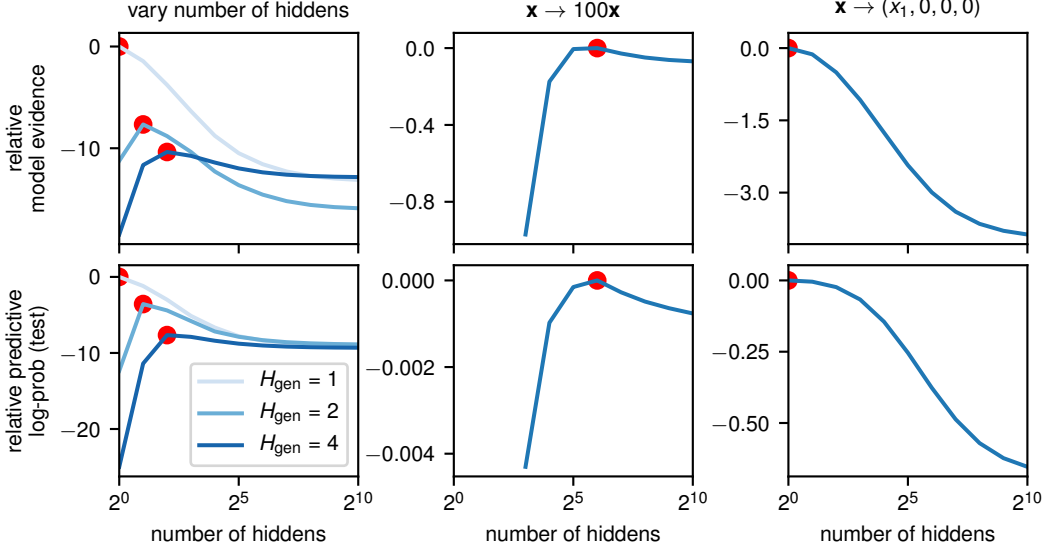 vary number of hiddens
x → 100x
x → (x₁, 0, 0, 0)
relative
model evidence
0
−10
0.0
−0.4
−0.8
0.0
−1.5
−3.0
relative predictive
log-prob (test)
0
−10
−20
H_gen = 1
H_gen = 2
H_gen = 4
0.000
−0.002
−0.004
0.00
−0.25
−0.50
2⁰ 2⁵ 2¹⁰
2⁰ 2⁵ 2¹⁰
2⁰ 2⁵ 2¹⁰
number of hiddens
number of hiddens
number of hiddens